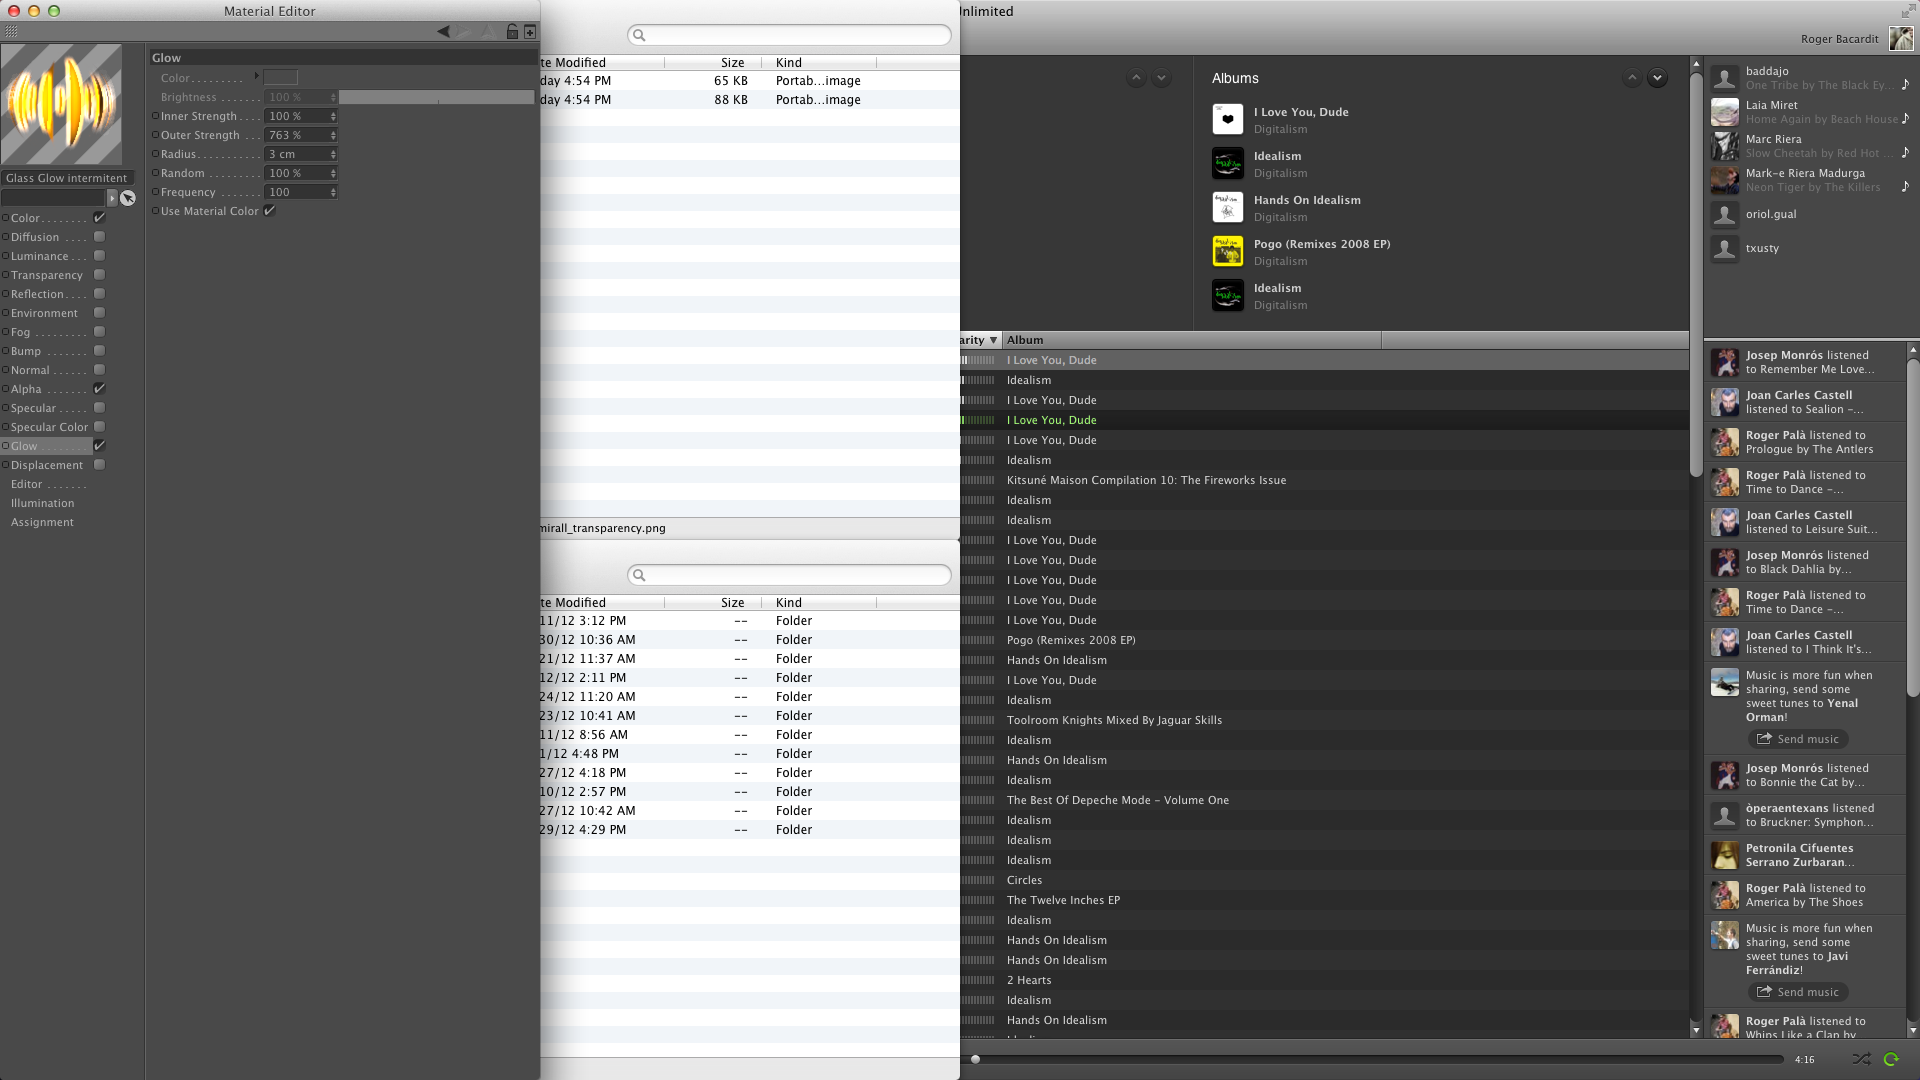 Material Editor
Glow
Color.........
Brightness ....... 100 %
Inner Strength.... 100 %
Outer Strength .... 763 %
Radius........... 3 cm
Random ......... 100 %
Frequency ....... 100
Use Material Color
Glass Glow intermitent
Color........
Diffusion ....
Luminance ...
Transparency
Reflection....
Environment
Fog .........
Bump .......
Normal ......
Alpha .......
Specular .....
Specular Color
Glow ........
Displacement
Editor .......
Illumination
Assignment
te Modified Size Kind
day 4:54 PM 65 KB Portab...image
day 4:54 PM 88 KB Portab...image
mirall_transparency.png
te Modified Size Kind
11/12 3:12 PM -- Folder
30/12 10:36 AM -- Folder
21/12 11:37 AM -- Folder
12/12 2:11 PM -- Folder
24/12 11:20 AM -- Folder
23/12 10:41 AM -- Folder
11/12 8:56 AM -- Folder
1/12 4:48 PM -- Folder
27/12 4:18 PM -- Folder
10/12 2:57 PM -- Folder
27/12 10:42 AM -- Folder
29/12 4:29 PM -- Folder
Unlimited
Roger Bacardit
Albums
I Love You, Dude
Digitalism
Idealism
Digitalism
Hands On Idealism
Digitalism
Pogo (Remixes 2008 EP)
Digitalism
Idealism
Digitalism
arity Album
I Love You, Dude
Idealism
I Love You, Dude
I Love You, Dude
I Love You, Dude
Idealism
Kitsuné Maison Compilation 10: The Fireworks Issue
Idealism
Idealism
I Love You, Dude
I Love You, Dude
I Love You, Dude
I Love You, Dude
I Love You, Dude
Pogo (Remixes 2008 EP)
Hands On Idealism
I Love You, Dude
Idealism
Toolroom Knights Mixed By Jaguar Skills
Idealism
Hands On Idealism
Idealism
The Best Of Depeche Mode – Volume One
Idealism
Idealism
Idealism
Circles
The Twelve Inches EP
Idealism
Hands On Idealism
Hands On Idealism
2 Hearts
Idealism
Hands On Idealism
4:16
baddajo
One Tribe by The Black Ey...
Laia Miret
Home Again by Beach House
Marc Riera
Slow Cheetah by Red Hot ...
Mark-e Riera Madurga
Neon Tiger by The Killers
oriol.gual
txusty
Josep Monrós listened
to Remember Me Love...
Joan Carles Castell
listened to Sealion –...
Roger Palà listened to
Prologue by The Antlers
Roger Palà listened to
Time to Dance –...
Joan Carles Castell
listened to Leisure Suit...
Josep Monrós listened
to Black Dahlia by...
Roger Palà listened to
Time to Dance –...
Joan Carles Castell
listened to I Think It's...
Music is more fun when
sharing, send some
sweet tunes to Yenal
Orman!
Send music
Josep Monrós listened
to Bonnie the Cat by...
òperaentexans listened
to Bruckner: Symphon...
Petronila Cifuentes
Serrano Zurbaran...
Roger Palà listened to
America by The Shoes
Music is more fun when
sharing, send some
sweet tunes to Javi
Ferrándiz!
Send music
Roger Palà listened to
Whips Like a Clap by